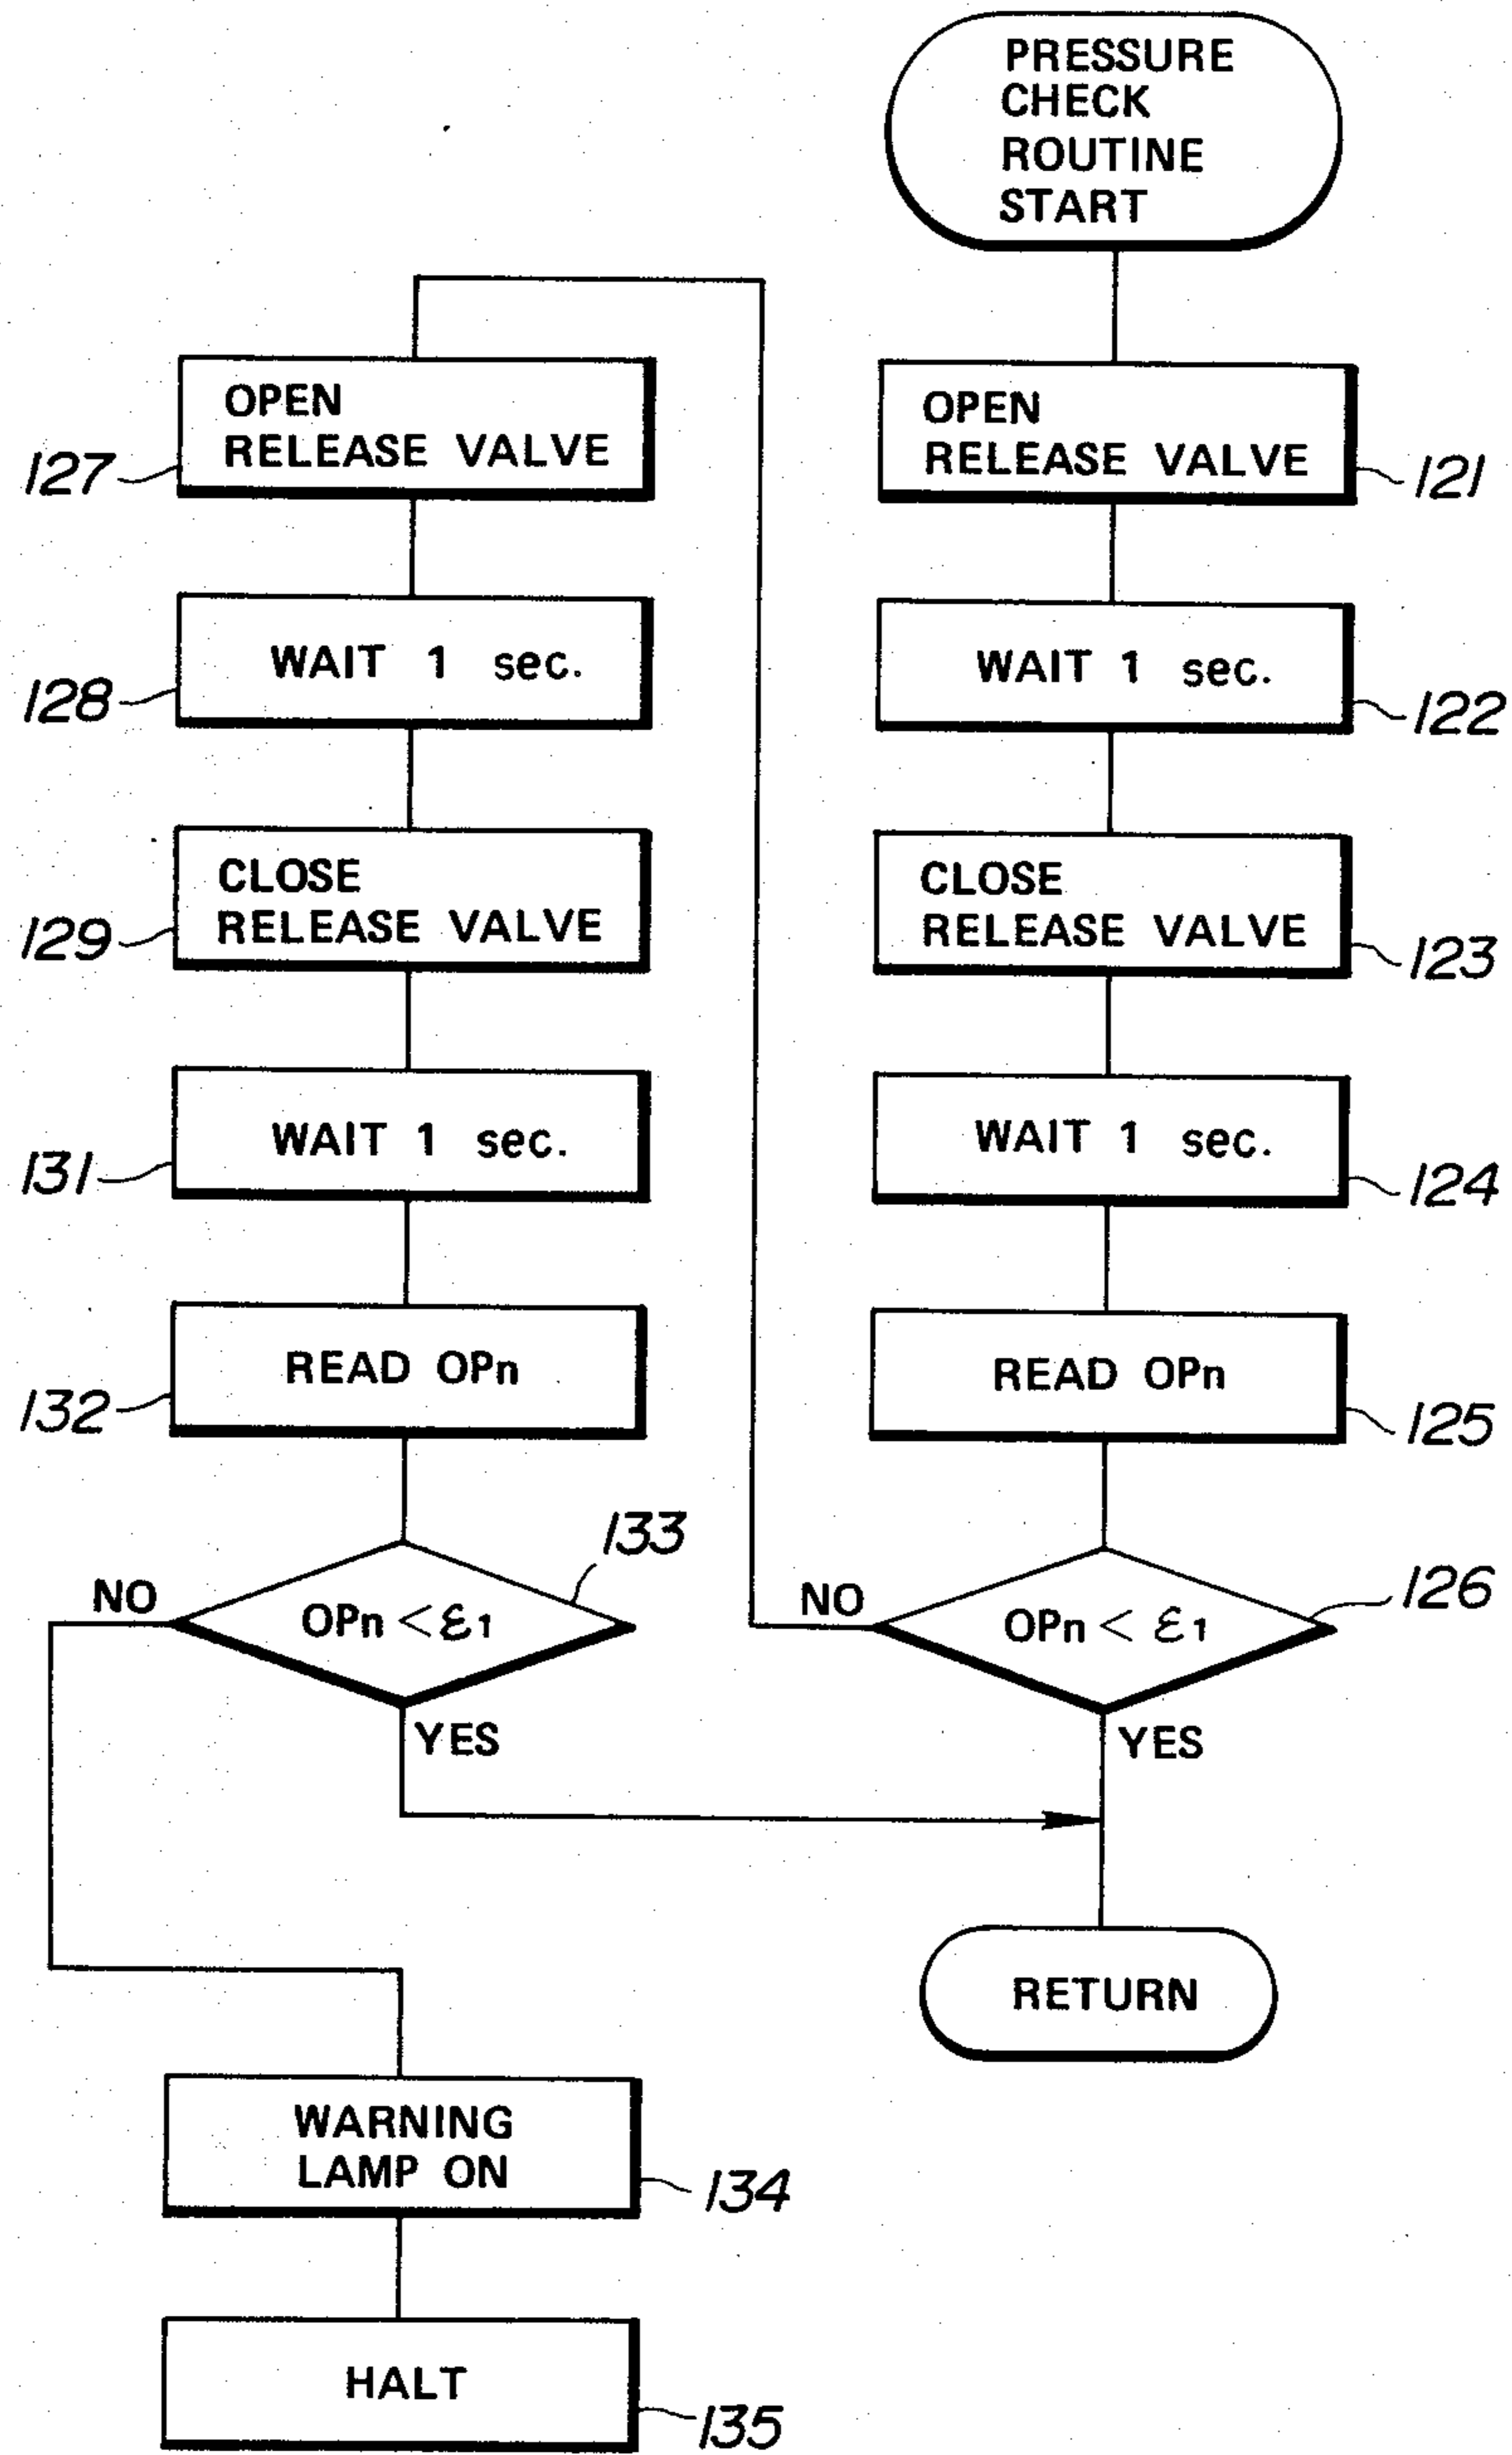 PRESSURE
CHECK
ROUTINE
START
OPEN
RELEASE VALVE
121
WAIT 1 sec.
122
CLOSE
RELEASE VALVE
123
WAIT 1 sec.
124
READ OPn
125
OPn < ε1
126
NO
YES
RETURN
OPEN
RELEASE VALVE
127
WAIT 1 sec.
128
CLOSE
RELEASE VALVE
129
WAIT 1 sec.
131
READ OPn
132
OPn < ε1
133
NO
YES
WARNING
LAMP ON
134
HALT
135